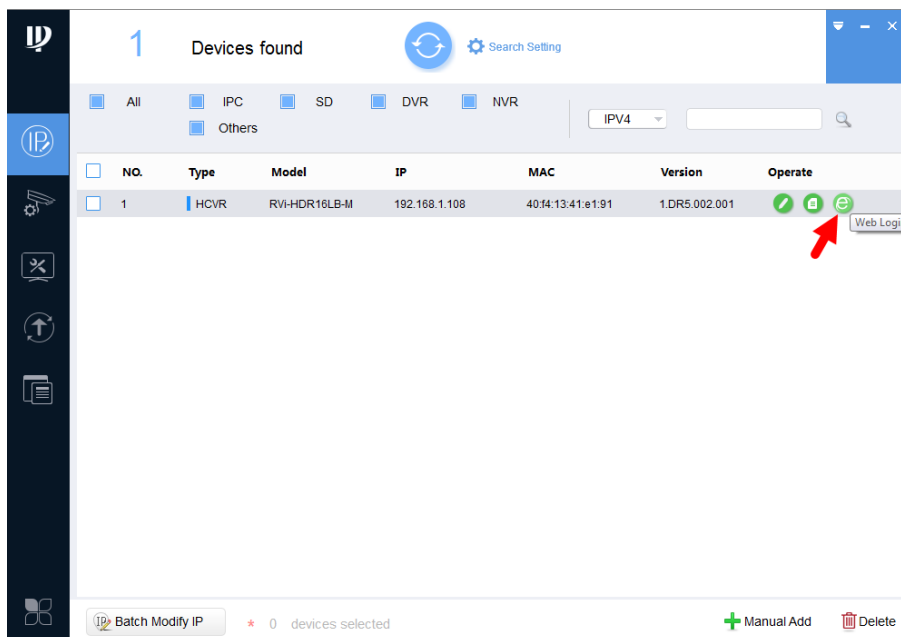 1 Devices found Search Setting
All IPC SD DVR NVR
Others
IPV4
NO. Type Model IP MAC Version Operate
1 HCVR RVi-HDR16LB-M 192.168.1.108 40:f4:13:41:e1:91 1.DR5.002.001
Web Logi
IP Batch Modify IP * 0 devices selected Manual Add Delete